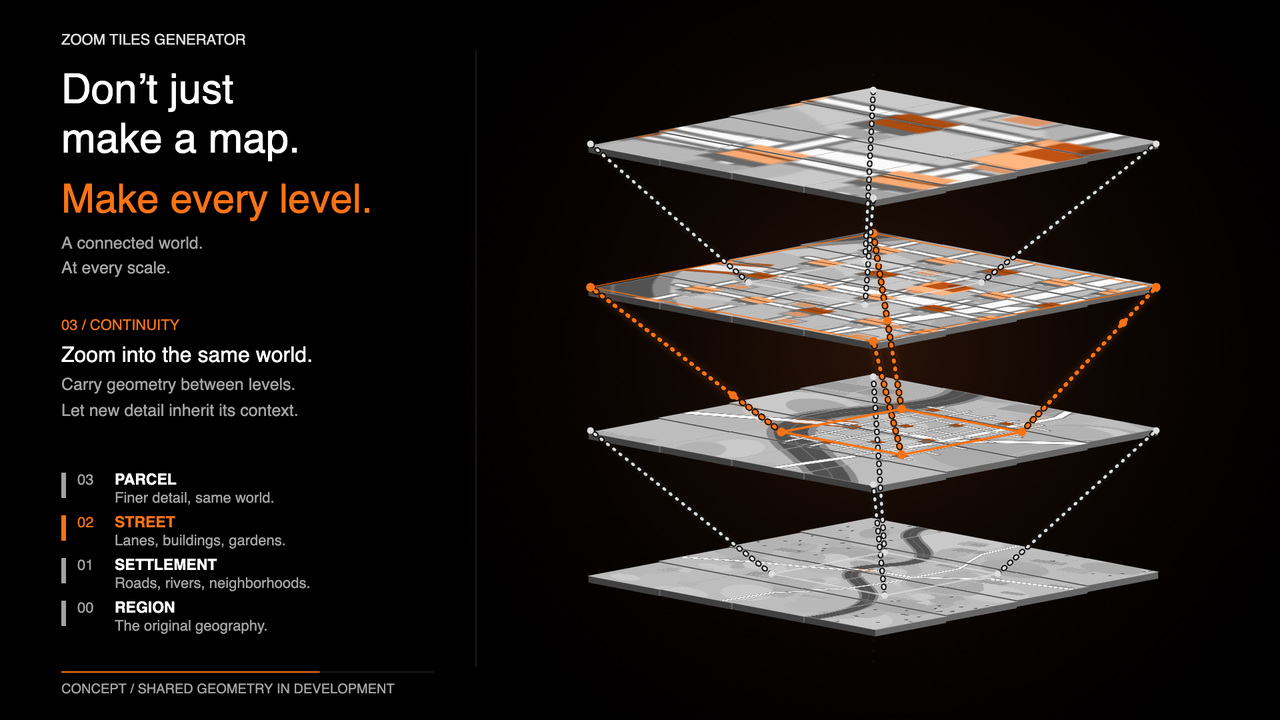 ZOOM TILES GENERATOR
Don’t just
make a map.
Make every level.
A connected world.
At every scale.
03 / CONTINUITY
Zoom into the same world.
Carry geometry between levels.
Let new detail inherit its context.
03 PARCEL
Finer detail, same world.
02 STREET
Lanes, buildings, gardens.
01 SETTLEMENT
Roads, rivers, neighborhoods.
00 REGION
The original geography.
CONCEPT / SHARED GEOMETRY IN DEVELOPMENT